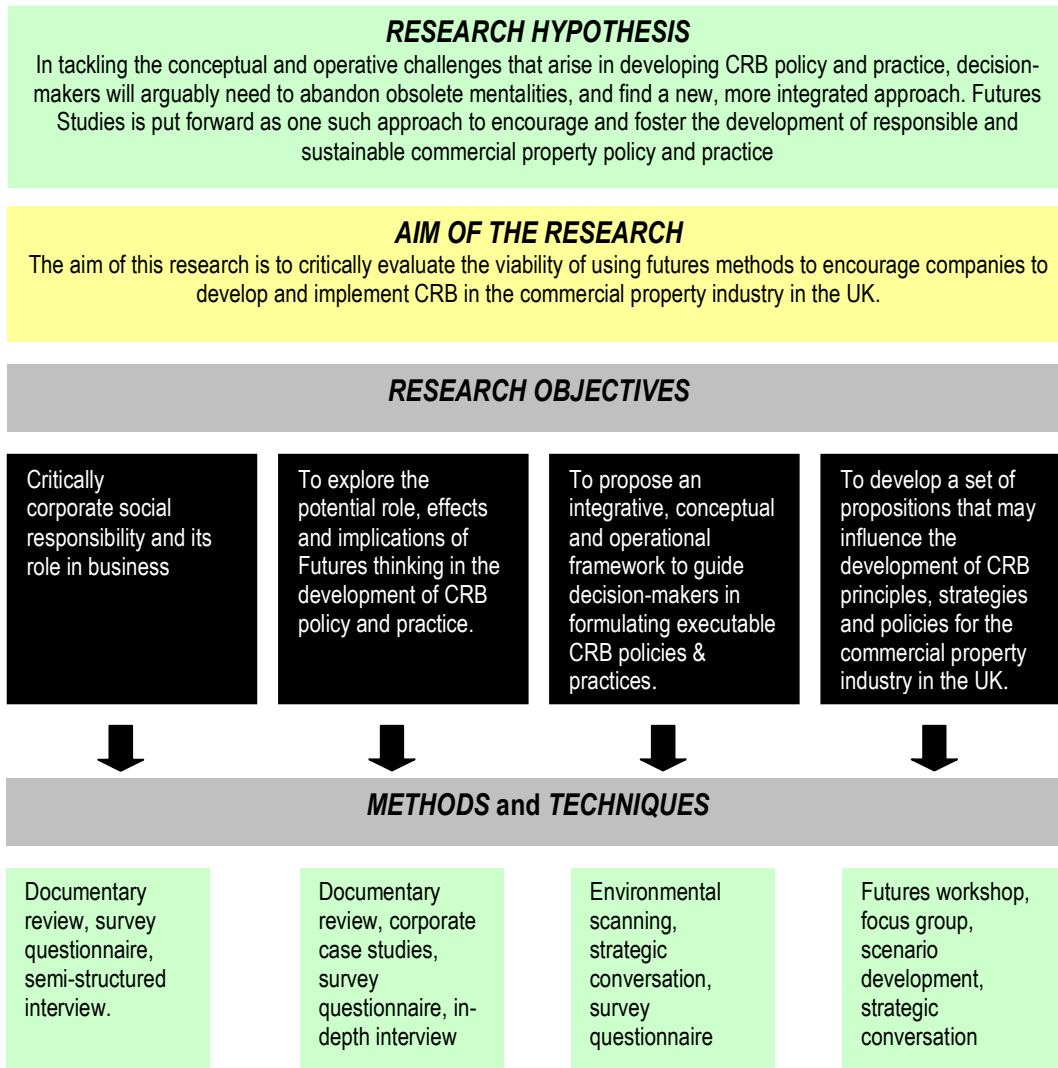 RESEARCH HYPOTHESIS
In tackling the conceptual and operative challenges that arise in developing CRB policy and practice, decision-
makers will arguably need to abandon obsolete mentalities, and find a new, more integrated approach. Futures
Studies is put forward as one such approach to encourage and foster the development of responsible and
sustainable commercial property policy and practice
AIM OF THE RESEARCH
The aim of this research is to critically evaluate the viability of using futures methods to encourage companies to
develop and implement CRB in the commercial property industry in the UK.
RESEARCH OBJECTIVES
Critically
corporate social
responsibility and its
role in business
To explore the
potential role, effects
and implications of
Futures thinking in the
development of CRB
policy and practice.
To propose an
integrative, conceptual
and operational
framework to guide
decision-makers in
formulating executable
CRB policies &
practices.
To develop a set of
propositions that may
influence the
development of CRB
principles, strategies
and policies for the
commercial property
industry in the UK.
METHODS and TECHNIQUES
Documentary
review, survey
questionnaire,
semi-structured
interview.
Documentary
review, corporate
case studies,
survey
questionnaire, in-
depth interview
Environmental
scanning,
strategic
conversation,
survey
questionnaire
Futures workshop,
focus group,
scenario
development,
strategic
conversation